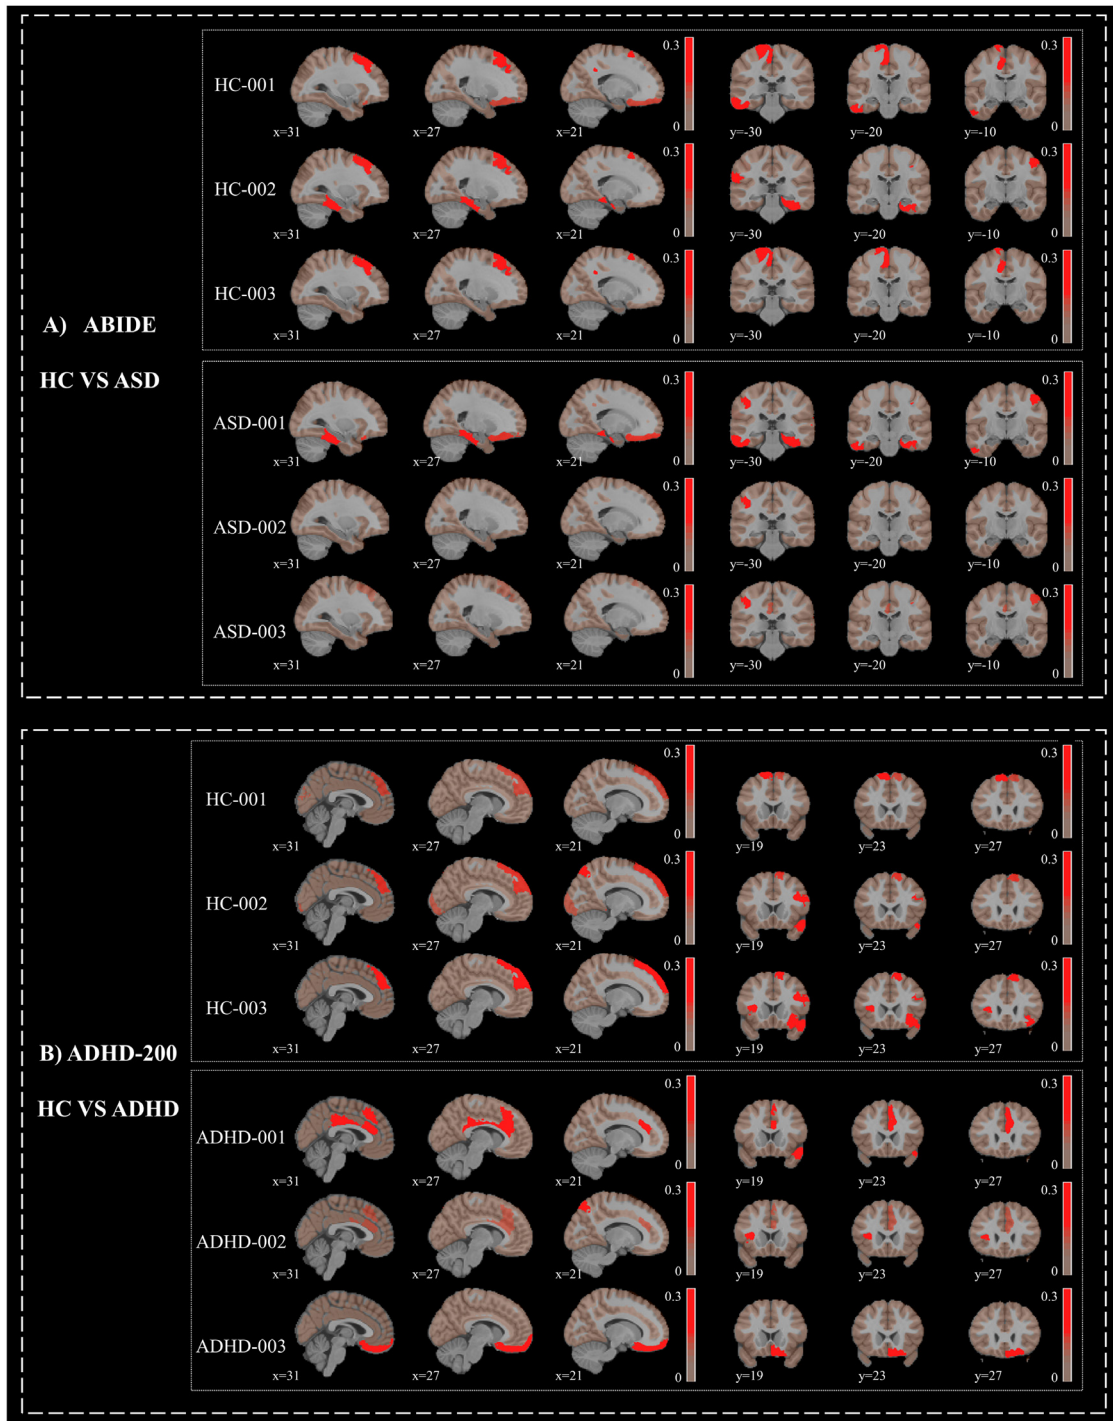 A) ABIDE
HC VS ASD
HC-001
x=31 x=27 x=21 0.3 0 y=-30 y=-20 y=-10 0.3 0
HC-002
x=31 x=27 x=21 0.3 0 y=-30 y=-20 y=-10 0.3 0
HC-003
x=31 x=27 x=21 0.3 0 y=-30 y=-20 y=-10 0.3 0
ASD-001
x=31 x=27 x=21 0.3 0 y=-30 y=-20 y=-10 0.3 0
ASD-002
x=31 x=27 x=21 0.3 0 y=-30 y=-20 y=-10 0.3 0
ASD-003
x=31 x=27 x=21 0.3 0 y=-30 y=-20 y=-10 0.3 0
B) ADHD-200
HC VS ADHD
HC-001
x=31 x=27 x=21 0.3 0 y=19 y=23 y=27 0.3 0
HC-002
x=31 x=27 x=21 0.3 0 y=19 y=23 y=27 0.3 0
HC-003
x=31 x=27 x=21 0.3 0 y=19 y=23 y=27 0.3 0
ADHD-001
x=31 x=27 x=21 0.3 0 y=19 y=23 y=27 0.3 0
ADHD-002
x=31 x=27 x=21 0.3 0 y=19 y=23 y=27 0.3 0
ADHD-003
x=31 x=27 x=21 0.3 0 y=19 y=23 y=27 0.3 0